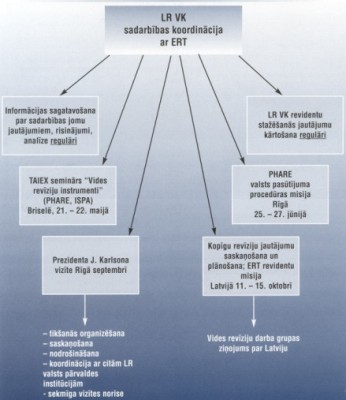 LR VK
sadarbības koordinācija
ar ERT
Informācijas sagatavošana
par sadarbības jomu
jautājumiem, risinājumi,
analīze regulāri
LR VK revidentu
stažēšanās jautājumu
kārtošana regulāri
TAIEX seminārs "Vides
revīziju instrumenti"
(PHARE, ISPA)
Briselē, 21. – 22. maijā
PHARE
valsts pasūtījuma
procedūras misija
Rīgā
25. – 27. jūnijā
Prezidenta J. Karlsona
vizīte Rīgā septembrī
Kopīgu revīziju jautājumu
saskaņošana un
plānošana; ERT revidentu
misija
Latvijā 11. – 15. oktobrī
– tikšanās organizēšana
– saskaņošana
– nodrošināšana
– koordinācija ar citām LR
valsts pārvaldes
institūcijām
- sekmīga vizītes norise
Vides revīziju darba grupas
ziņojums par Latviju